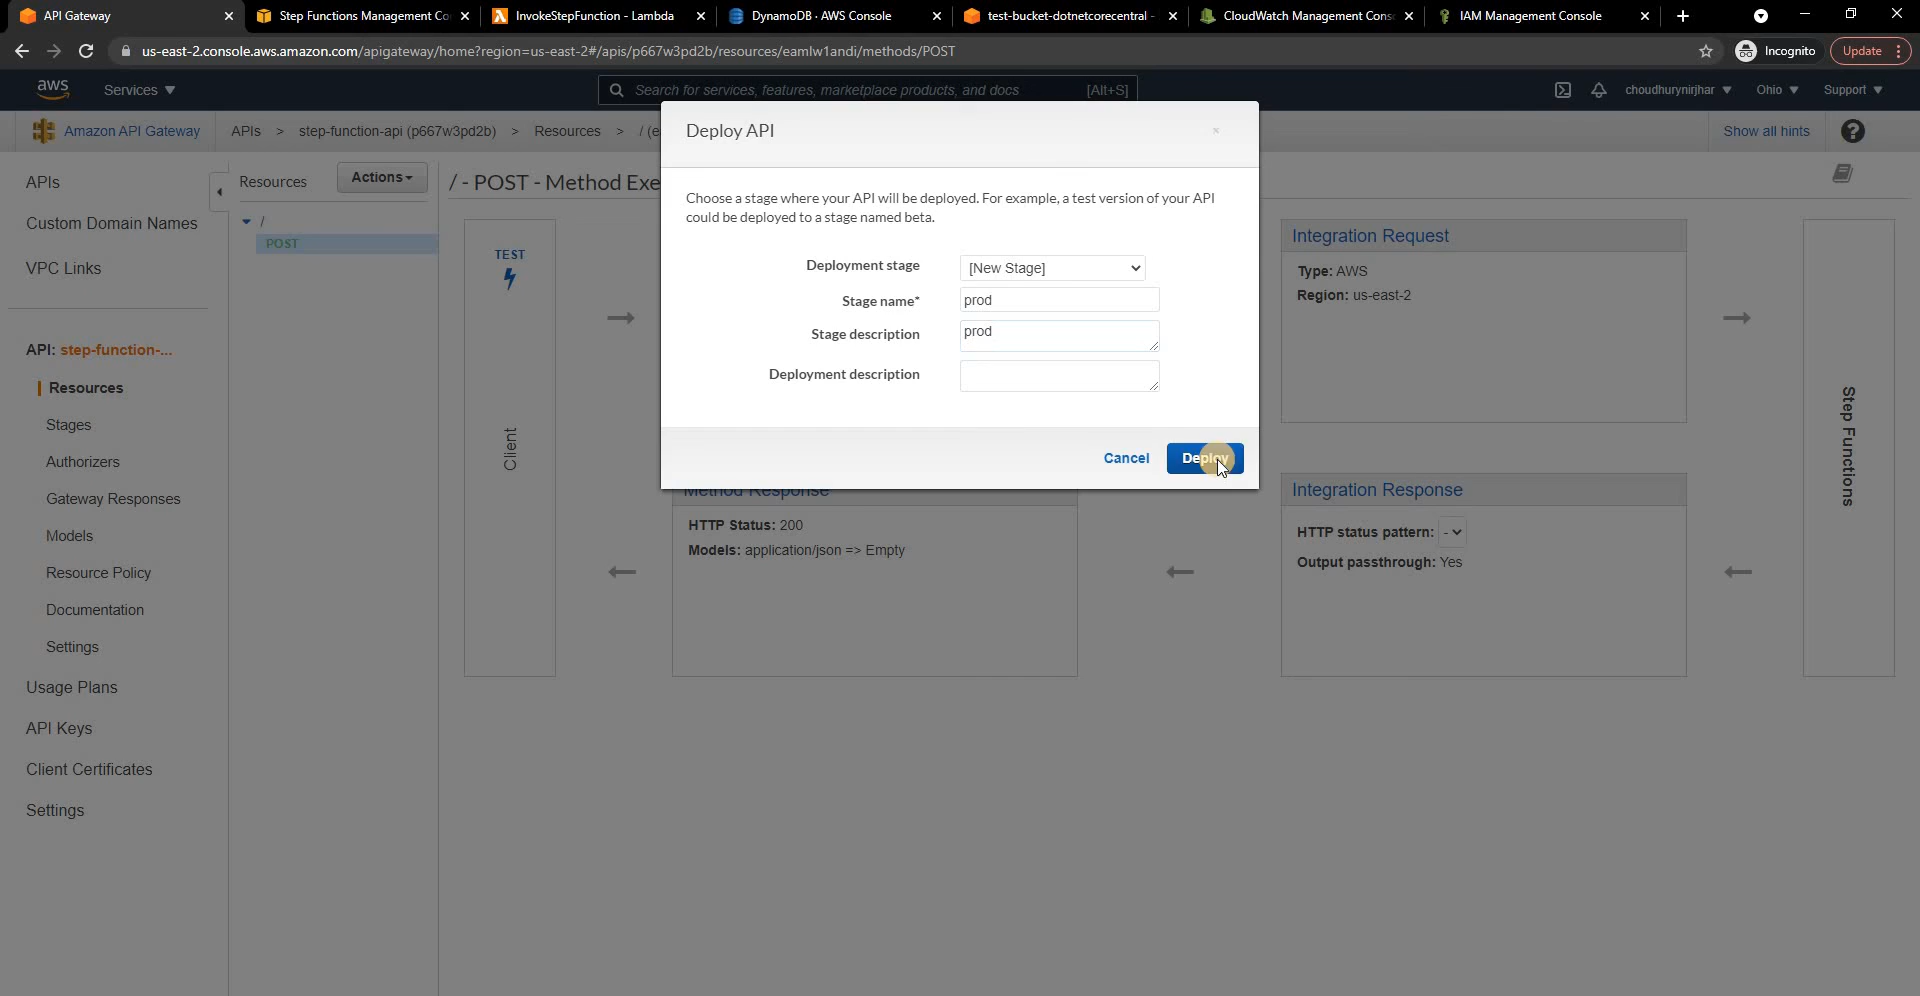 API Gateway
Step Functions Management Co
InvokeStepFunction - Lambda
DynamoDB · AWS Console
test-bucket-dotnetcorecentral -
CloudWatch Management Cons
IAM Management Console
us-east-2.console.aws.amazon.com/apigateway/home?region=us-east-2#/apis/p667w3pd2b/resources/eamlw1andi/methods/POST
Incognito
Update
aws
Services
Search for services, features, marketplace products, and docs
[Alt+S]
choudhurynirjhar
Ohio
Support
Amazon API Gateway
APIs > step-function-api (p667w3pd2b) > Resources > / (e
Show all hints
?
APIs
Custom Domain Names
VPC Links
API: step-function-...
Resources
Stages
Authorizers
Gateway Responses
Models
Resource Policy
Documentation
Settings
Usage Plans
API Keys
Client Certificates
Settings
Resources
Actions
/
POST
/ - POST - Method Exe
TEST
Client
Deploy API
Choose a stage where your API will be deployed. For example, a test version of your API
could be deployed to a stage named beta.
Deployment stage [New Stage]
Stage name* prod
Stage description prod
Deployment description
Cancel
Deploy
Integration Request
Type: AWS
Region: us-east-2
Step Functions
Method Response
HTTP Status: 200
Models: application/json => Empty
Integration Response
HTTP status pattern: -
Output passthrough: Yes